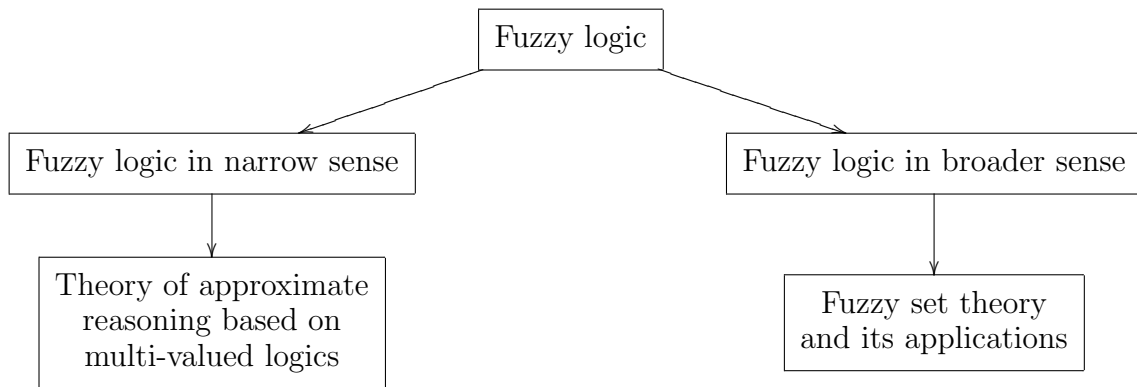 Fuzzy logic
Fuzzy logic in narrow sense
Fuzzy logic in broader sense
Theory of approximate
reasoning based on
multi-valued logics
Fuzzy set theory
and its applications